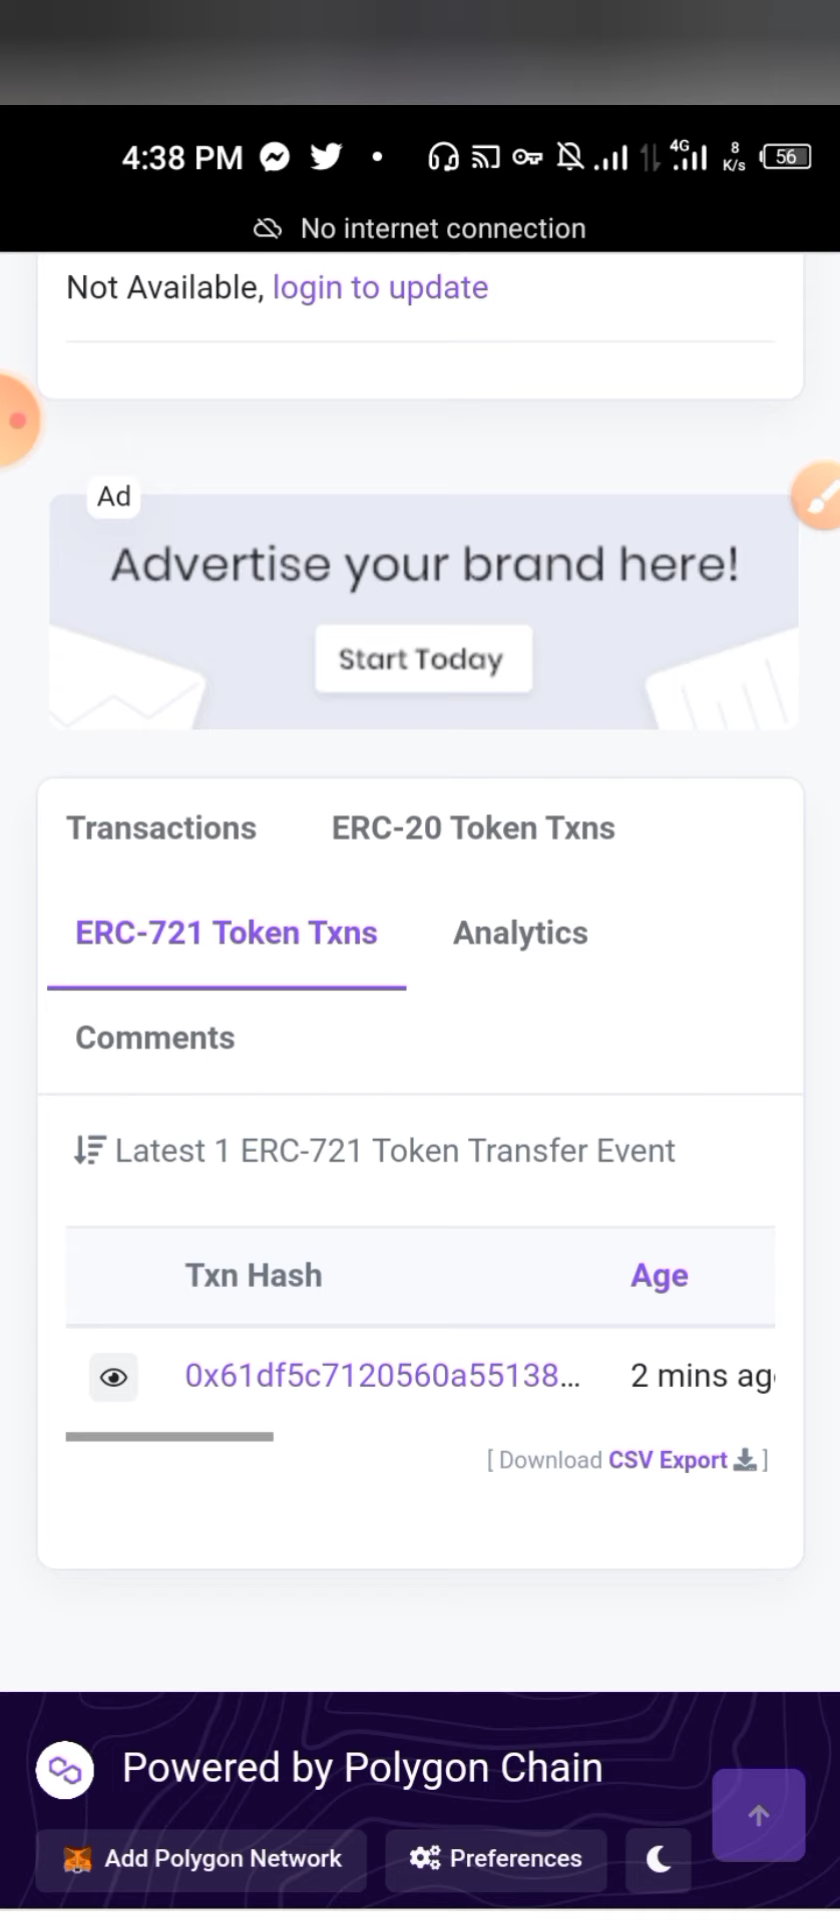 4:38 PM 4G 8 K/s 56
No internet connection
Not Available, login to update
Ad
Advertise your brand here!
Start Today
Transactions ERC-20 Token Txns
ERC-721 Token Txns Analytics
Comments
Latest 1 ERC-721 Token Transfer Event
Txn Hash Age
0x61df5c7120560a55138... 2 mins ag
[ Download CSV Export ]
Powered by Polygon Chain
Add Polygon Network Preferences